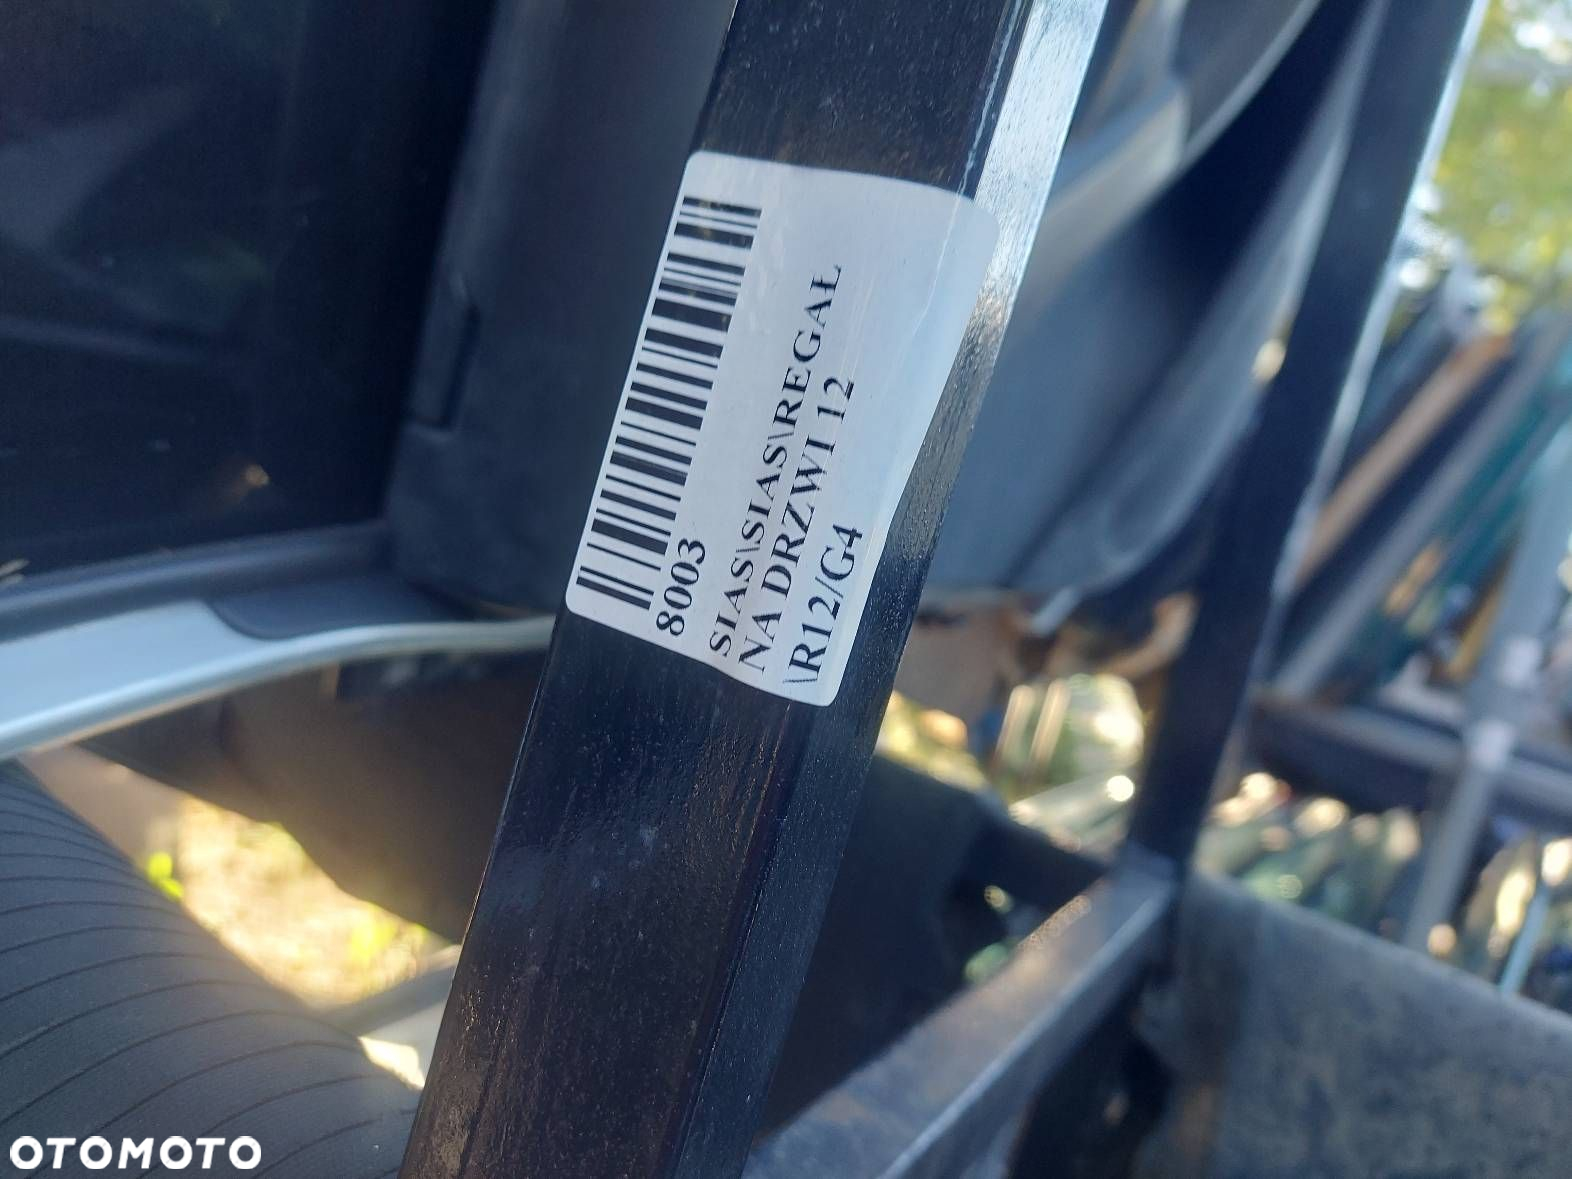 8003
SIAS\SIAS\REGAŁ
NA DRZWI 12
\R12/G4
OTOMOTO